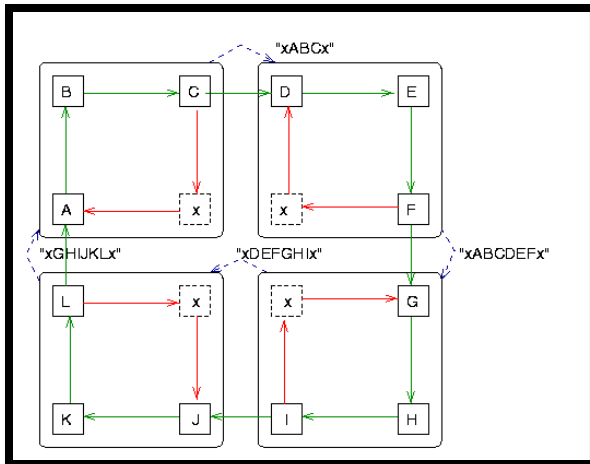 "xABCx"
B C D E
A x x F
"xGHIJKLx" "xDEFGHIx" "xABCDEFx"
L x x G
K J I H